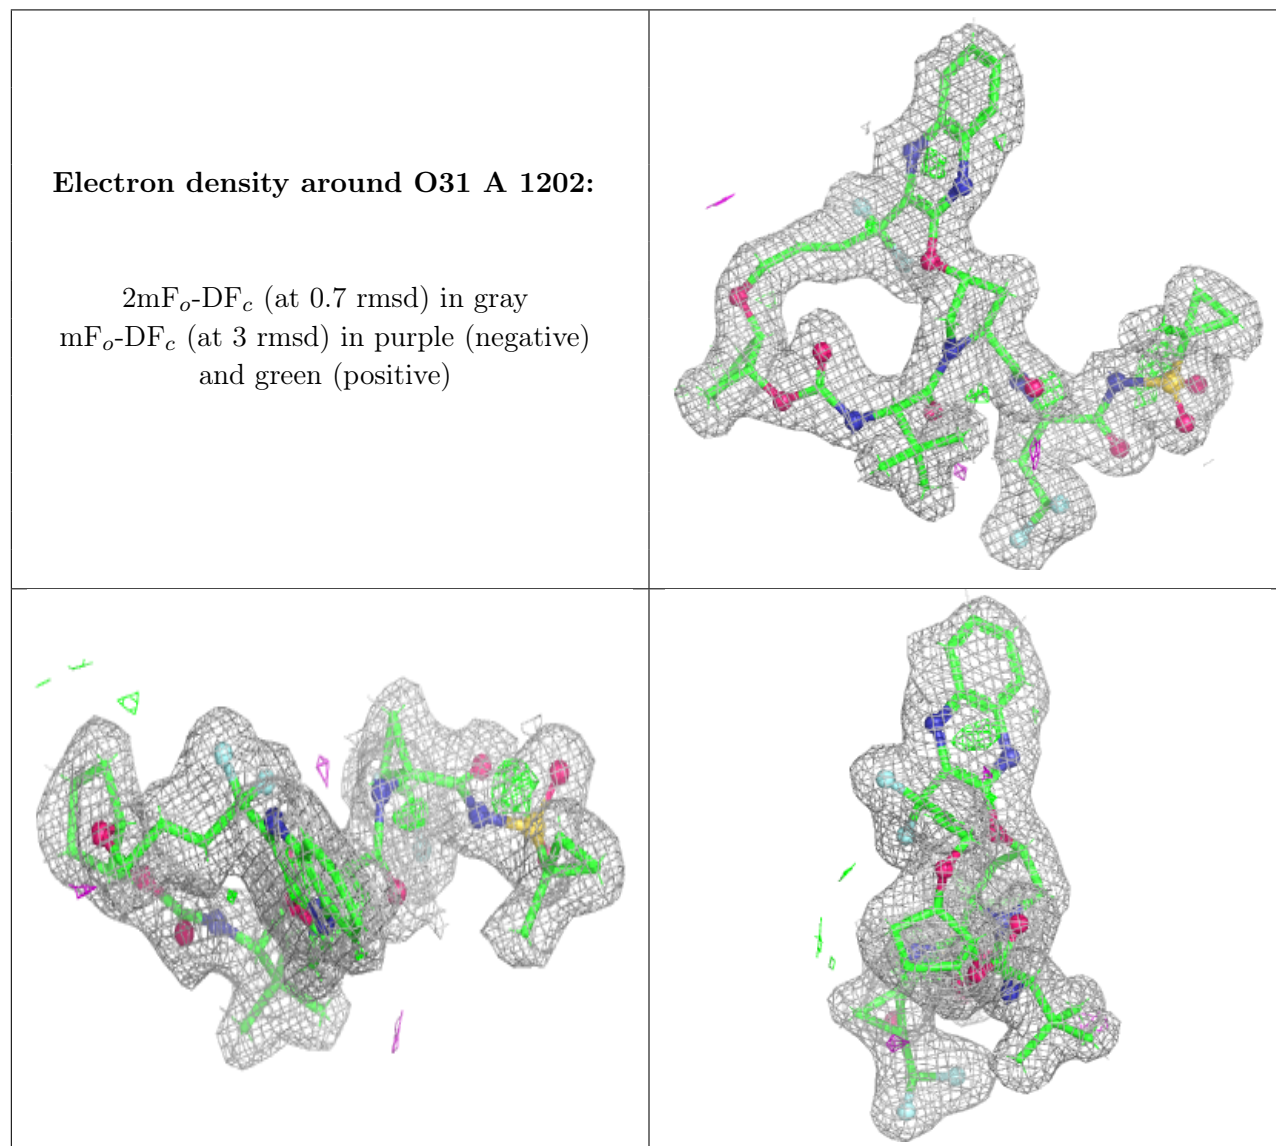 Electron density around O31 A 1202:
2mFo-DFc (at 0.7 rmsd) in gray
mFo-DFc (at 3 rmsd) in purple (negative)
and green (positive)